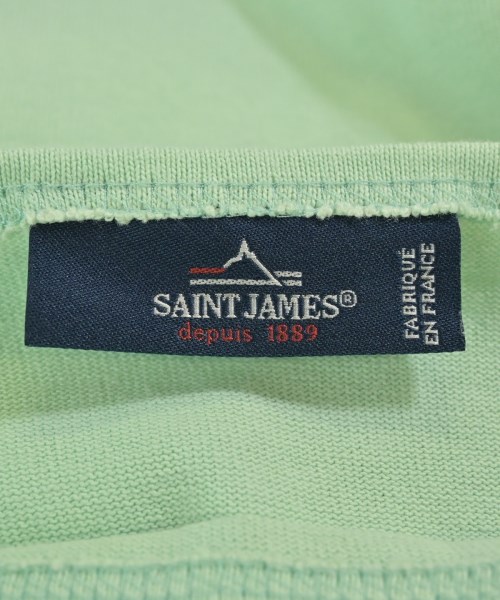 SAINT JAMES®
depuis 1889
FABRIQUÉ
EN FRANCE